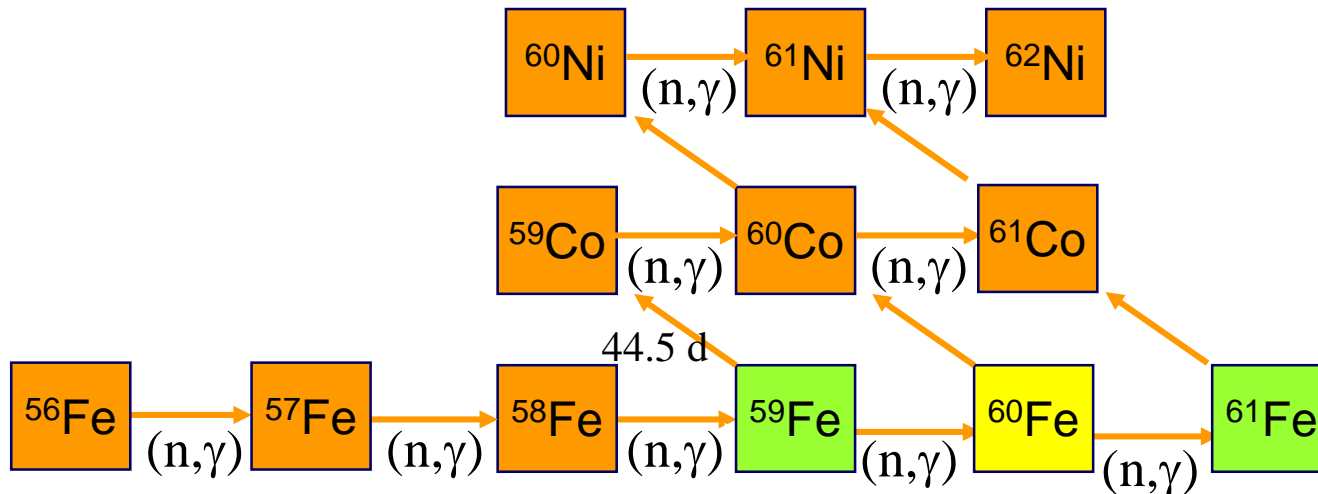 ⁶⁰Ni ⁶¹Ni ⁶²Ni
(n,γ) (n,γ)
⁵⁹Co ⁶⁰Co ⁶¹Co
(n,γ) (n,γ)
44.5 d
⁵⁶Fe ⁵⁷Fe ⁵⁸Fe ⁵⁹Fe ⁶⁰Fe ⁶¹Fe
(n,γ) (n,γ) (n,γ) (n,γ) (n,γ)